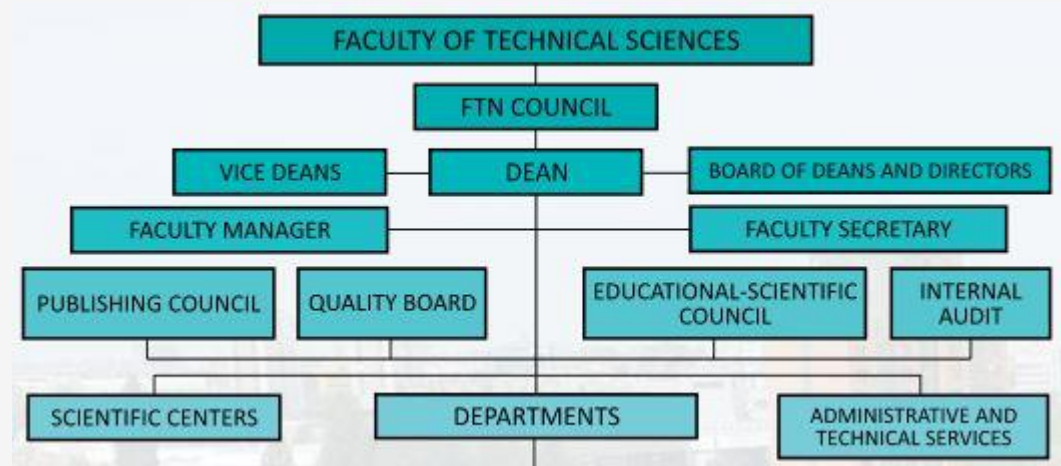 FACULTY OF TECHNICAL SCIENCES
FTN COUNCIL
VICE DEANS
DEAN
BOARD OF DEANS AND DIRECTORS
FACULTY MANAGER
FACULTY SECRETARY
PUBLISHING COUNCIL
QUALITY BOARD
EDUCATIONAL-SCIENTIFIC
COUNCIL
INTERNAL
AUDIT
SCIENTIFIC CENTERS
DEPARTMENTS
ADMINISTRATIVE AND
TECHNICAL SERVICES